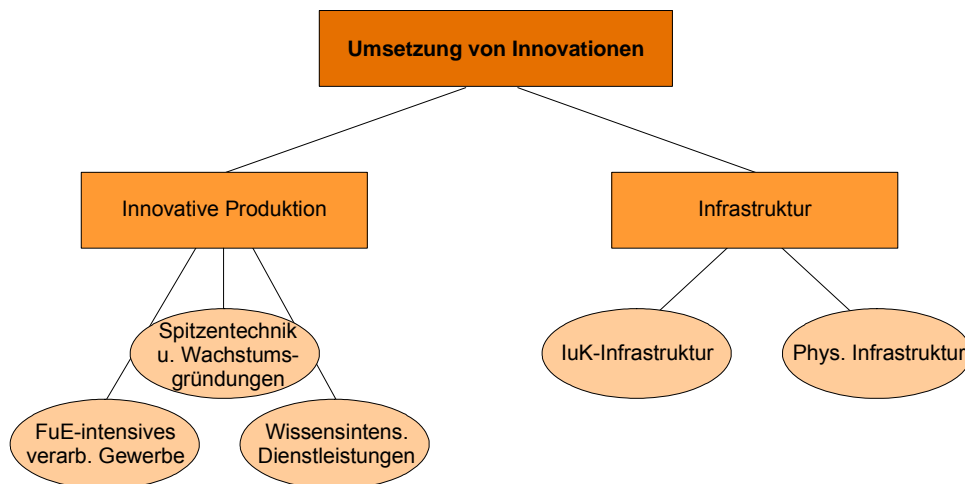 Umsetzung von Innovationen
Innovative Produktion
Infrastruktur
Spitzentechnik
u. Wachstums-
gründungen
IuK-Infrastruktur
Phys. Infrastruktur
FuE-intensives
verarb. Gewerbe
Wissensintens.
Dienstleistungen